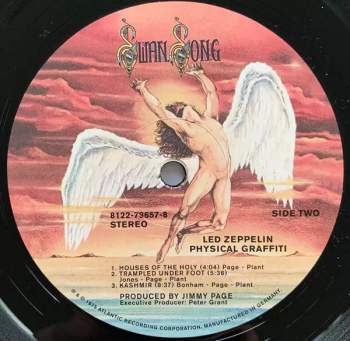 SWAN SONG
8122-73657-8
STEREO
SIDE TWO
LED ZEPPELIN
PHYSICAL GRAFFITI
1. HOUSES OF THE HOLY (4:04) Page - Plant
2. TRAMPLED UNDER FOOT (5:38)
Jones - Page - Plant
3. KASHMIR (8:37) Bonham - Page - Plant
PRODUCED BY JIMMY PAGE
Executive Producer: Peter Grant
℗ © 1975 ATLANTIC RECORDING CORPORATION. MANUFACTURED IN GERMANY.